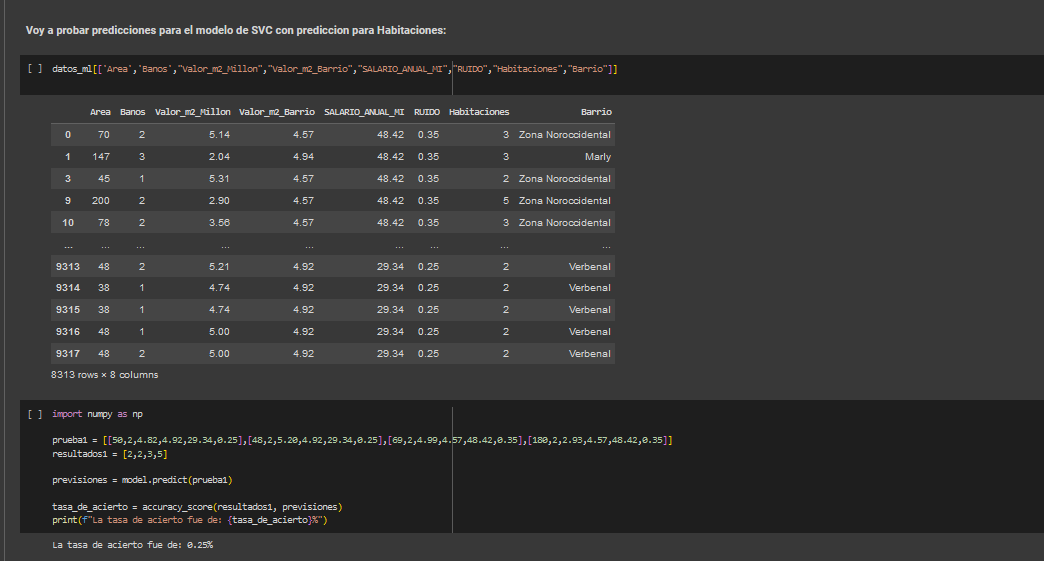 Voy a probar predicciones para el modelo de SVC con prediccion para Habitaciones:
[ ] datos_ml[['Area','Banos',"Valor_m2_Millon","Valor_m2_Barrio","SALARIO_ANUAL_MI","RUIDO","Habitaciones","Barrio"]]
Area Banos Valor_m2_Millon Valor_m2_Barrio SALARIO_ANUAL_MI RUIDO Habitaciones Barrio
0 70 2 5.14 4.57 48.42 0.35 3 Zona Noroccidental
1 147 3 2.04 4.94 48.42 0.35 3 Marly
3 45 1 5.31 4.57 48.42 0.35 2 Zona Noroccidental
9 200 2 2.90 4.57 48.42 0.35 5 Zona Noroccidental
10 78 2 3.56 4.57 48.42 0.35 3 Zona Noroccidental
... ... ... ... ... ... ... ... ...
9313 48 2 5.21 4.92 29.34 0.25 2 Verbenal
9314 38 1 4.74 4.92 29.34 0.25 2 Verbenal
9315 38 1 4.74 4.92 29.34 0.25 2 Verbenal
9316 48 1 5.00 4.92 29.34 0.25 2 Verbenal
9317 48 2 5.00 4.92 29.34 0.25 2 Verbenal
8313 rows × 8 columns
[ ] import numpy as np
prueba1 = [[50,2,4.82,4.92,29.34,0.25],[48,2,5.20,4.92,29.34,0.25],[69,2,4.99,4.57,48.42,0.35],[180,2,2.93,4.57,48.42,0.35]]
resultados1 = [2,2,3,5]
previsiones = model.predict(prueba1)
tasa_de_acierto = accuracy_score(resultados1, previsiones)
print(f"La tasa de acierto fue de: {tasa_de_acierto}%")
La tasa de acierto fue de: 0.25%